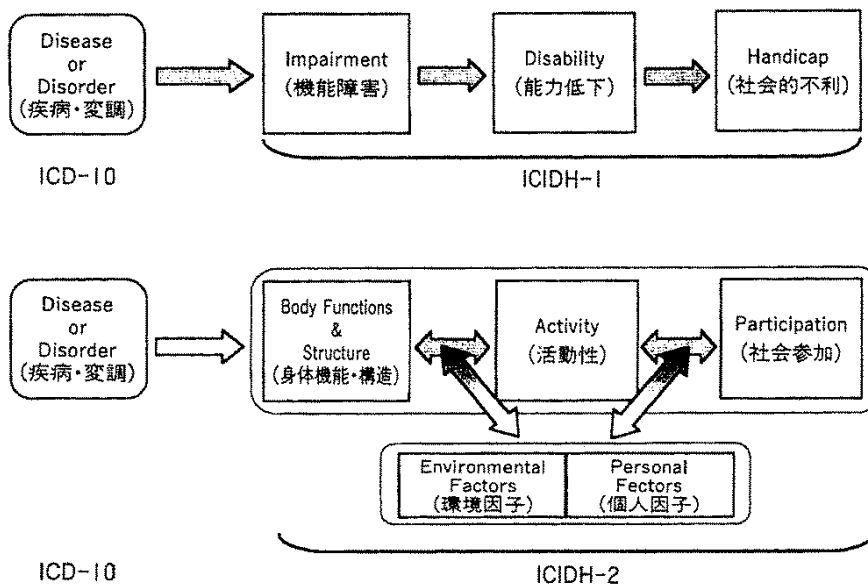 Disease
or
Disorder
(疾病・変調)
Impairment
(機能障害)
Disability
(能力低下)
Handicap
(社会的不利)
ICD-10
ICIDH-1
Disease
or
Disorder
(疾病・変調)
Body Functions
&
Structure
(身体機能・構造)
Activity
(活動性)
Participation
(社会参加)
Environmental
Factors
(環境因子)
Personal
Fectors
(個人因子)
ICD-10
ICIDH-2